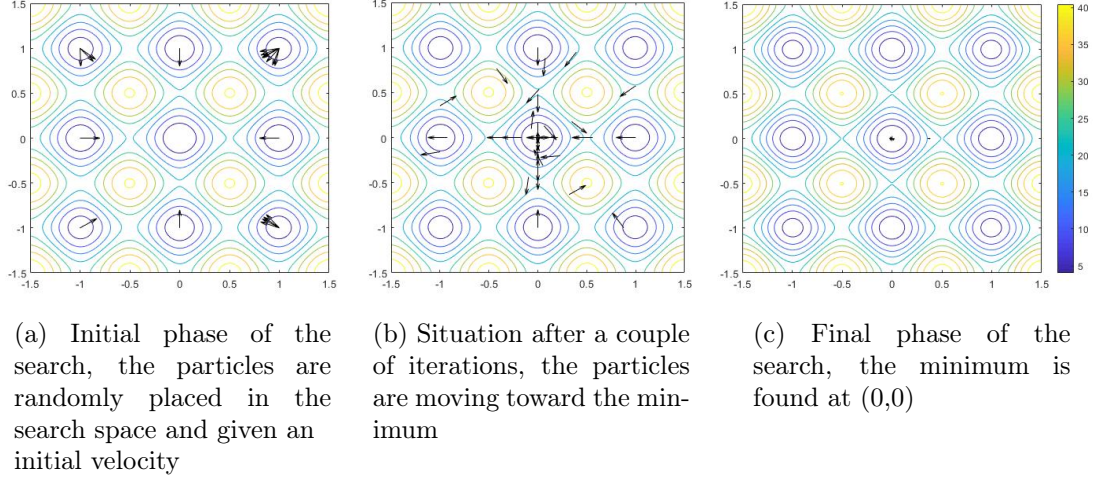 1.5
1
0.5
0
-0.5
-1
-1.5
-1.5 -1 -0.5 0 0.5 1 1.5
1.5
1
0.5
0
-0.5
-1
-1.5
-1.5 -1 -0.5 0 0.5 1 1.5
1.5
1
0.5
0
-0.5
-1
-1.5
-1.5 -1 -0.5 0 0.5 1 1.5
40
35
30
25
20
15
10
5
(a) Initial phase of the
search, the particles are
randomly placed in the
search space and given an
initial velocity
(b) Situation after a couple
of iterations, the particles
are moving toward the min-
imum
(c) Final phase of the
search, the minimum is
found at (0,0)